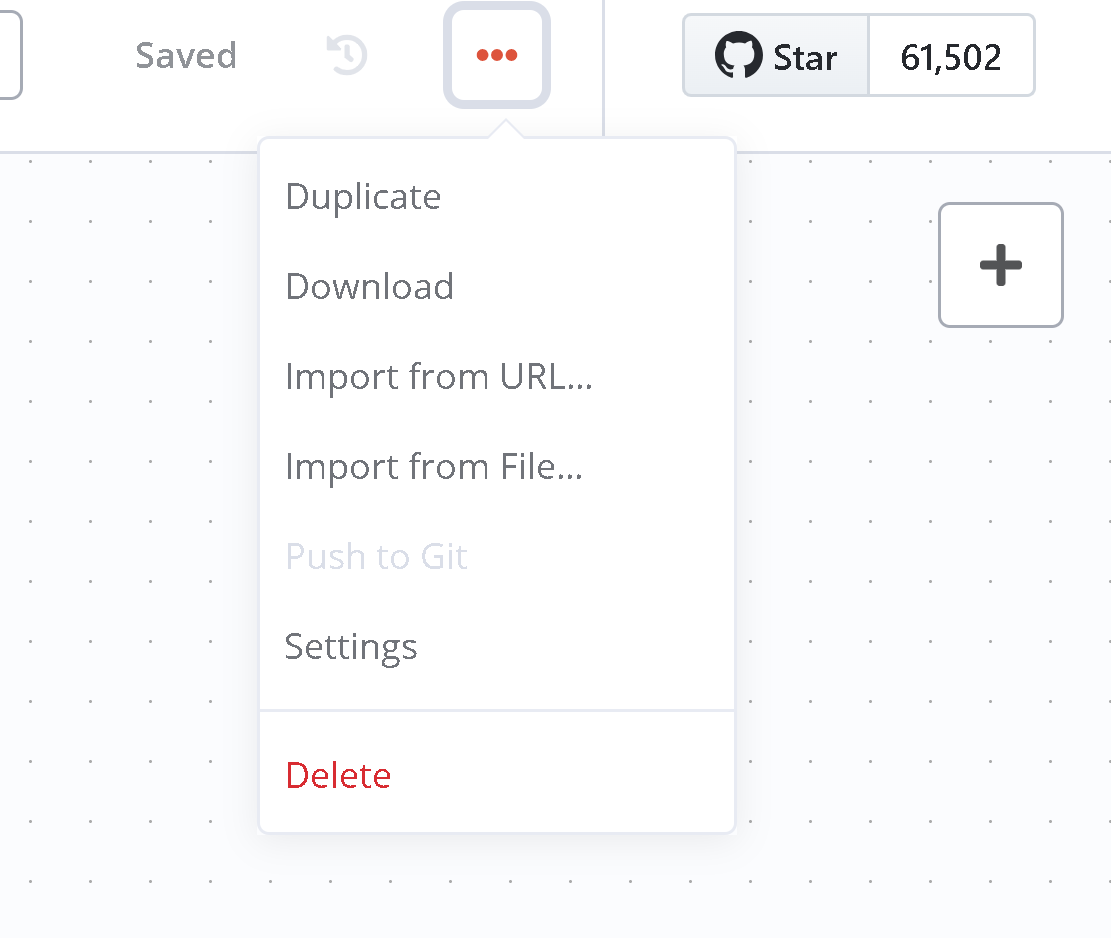 Saved
Star
61,502
Duplicate
Download
Import from URL...
Import from File...
Push to Git
Settings
Delete